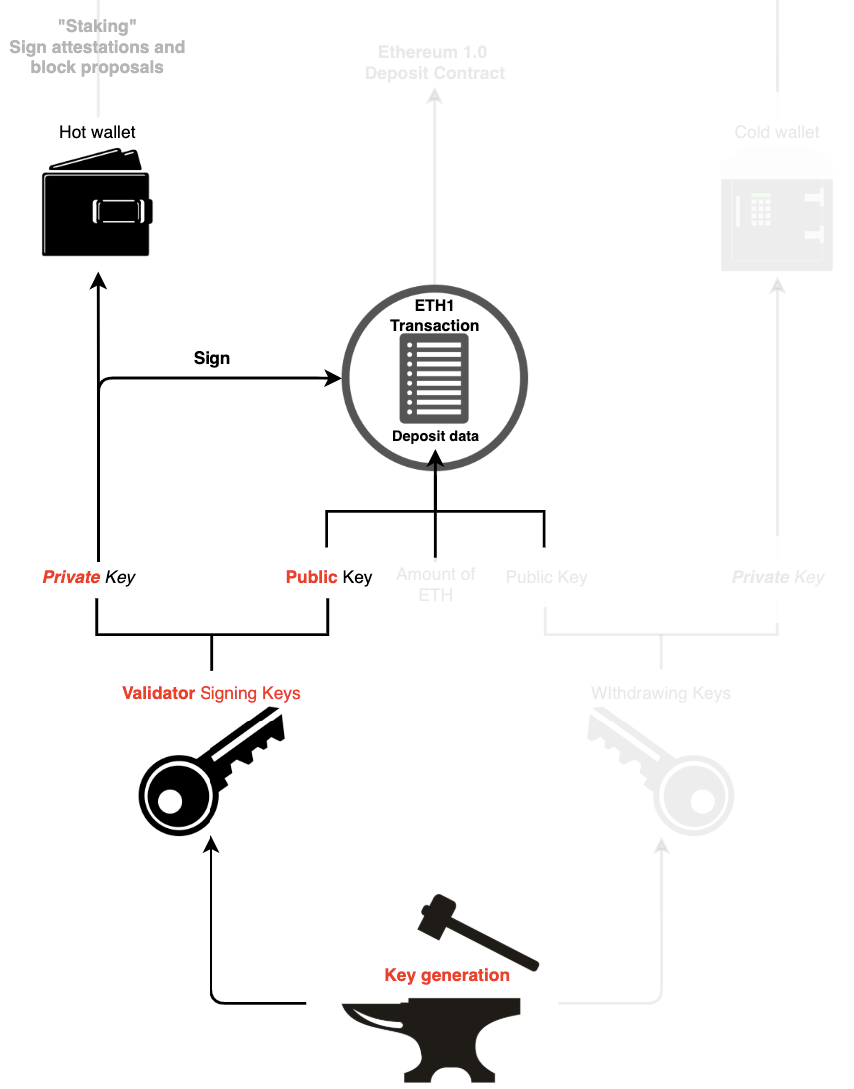 "Staking"
Sign attestations and
block proposals
Ethereum 1.0
Deposit Contract
Hot wallet
Cold wallet
ETH1
Transaction
Sign
Deposit data
Private Key
Public Key
Amount of
ETH
Public Key
Private Key
Validator Signing Keys
WIthdrawing Keys
Key generation